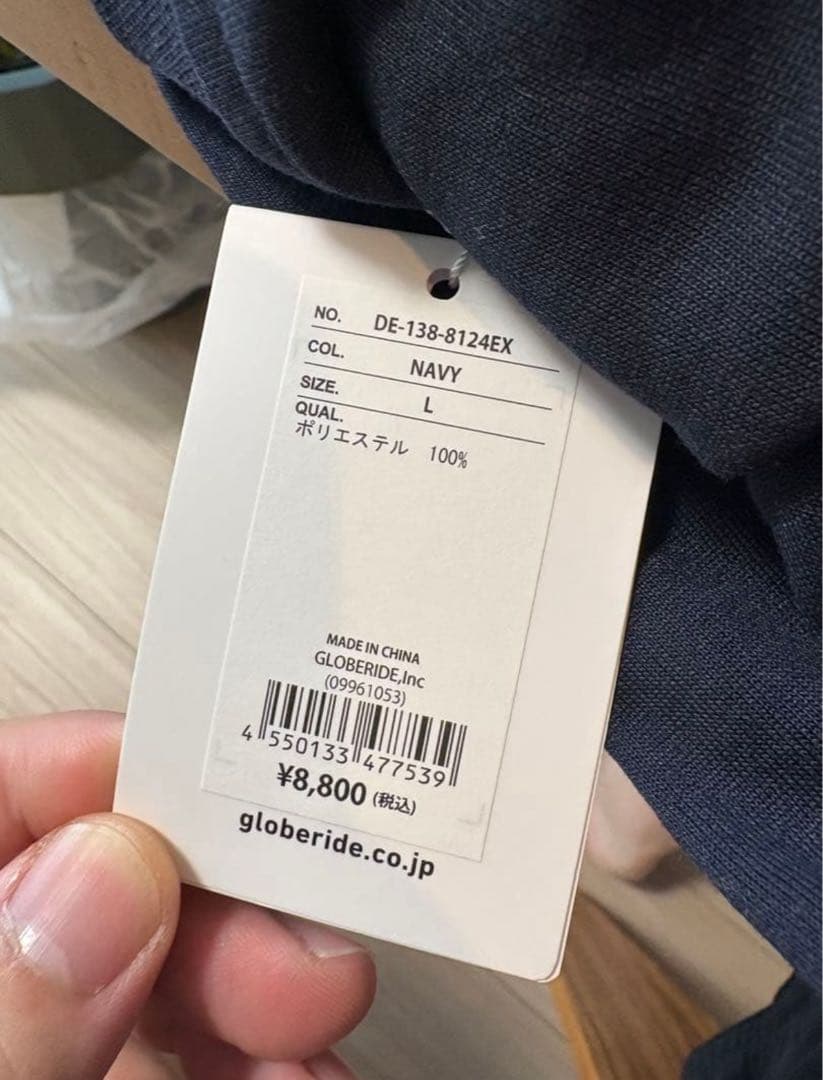 NO. DE-138-8124EX
COL. NAVY
SIZE. L
QUAL.
ポリエステル 100%
MADE IN CHINA
GLOBERIDE,Inc
(09961053)
4 550133 477539
¥8,800 (税込)
globeride.co.jp